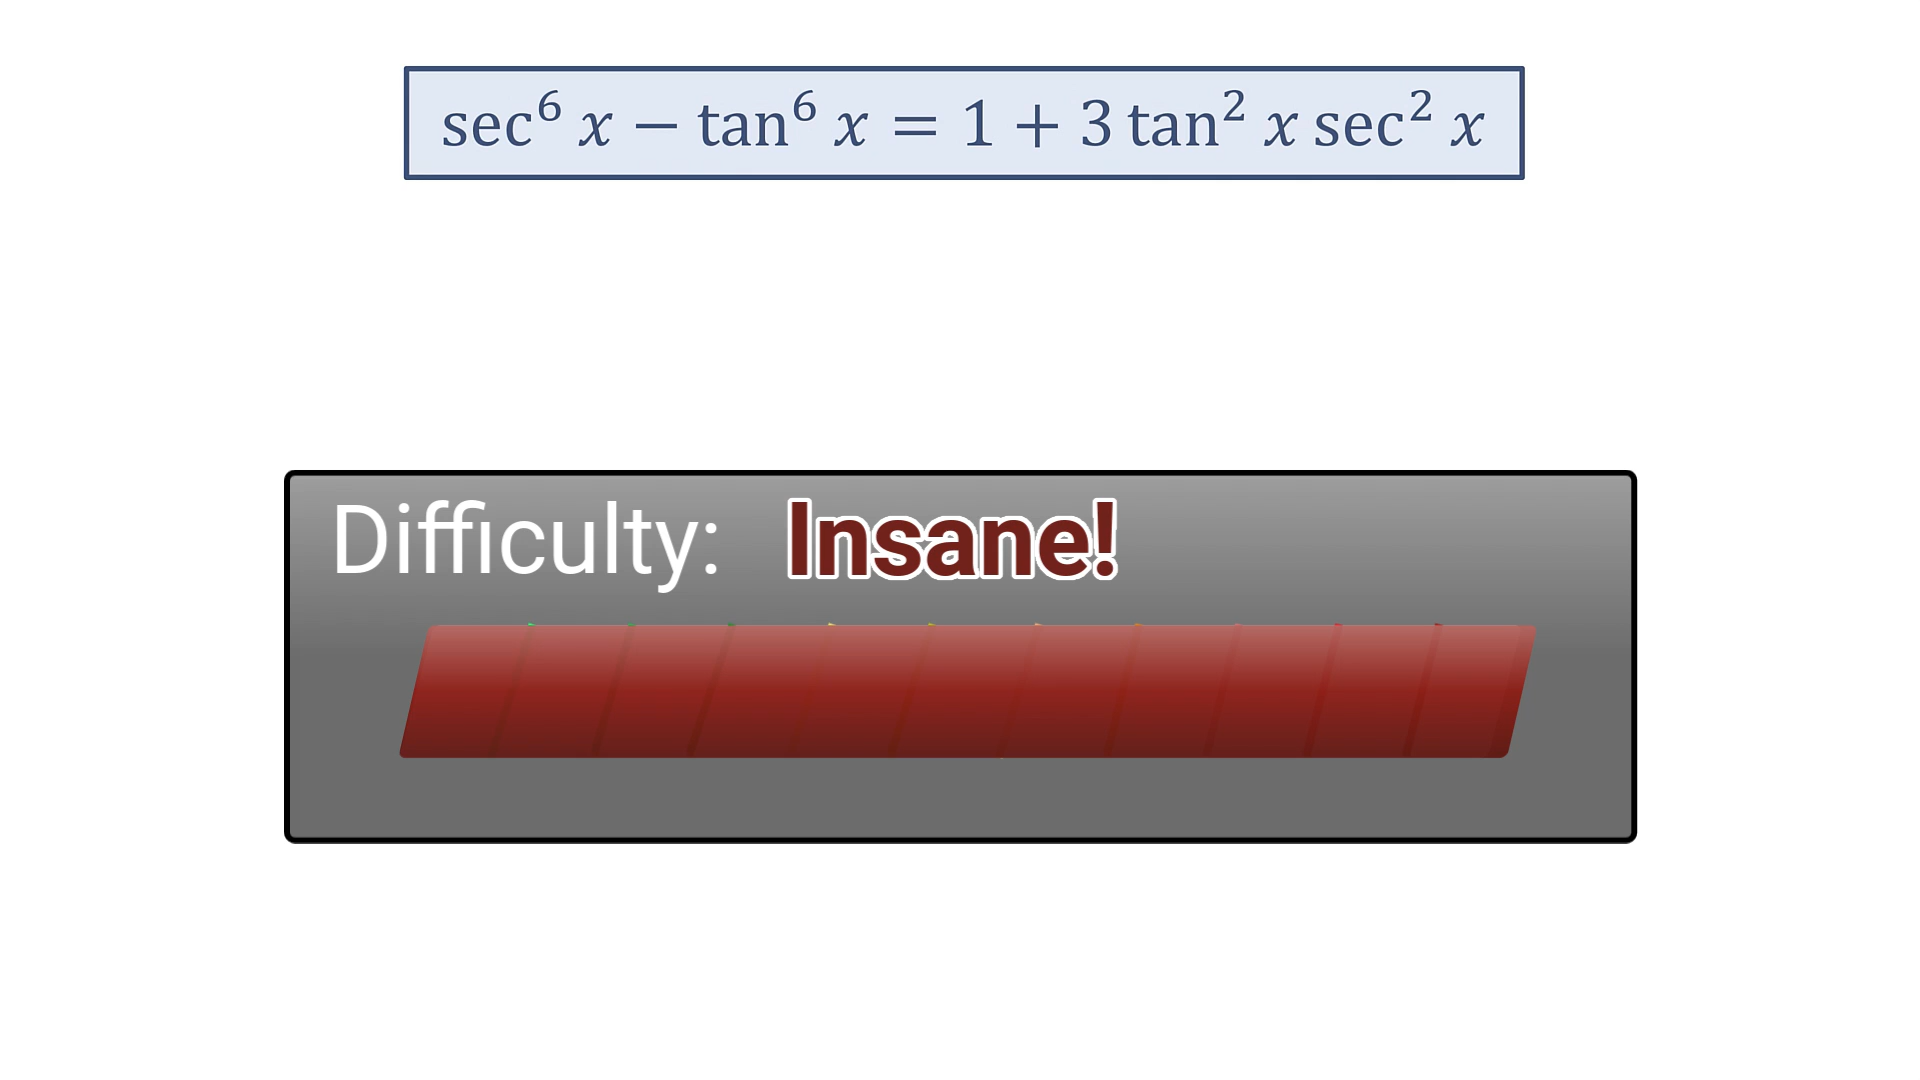 sec⁶ x − tan⁶ x = 1 + 3 tan² x sec² x
Difficulty: Insane!